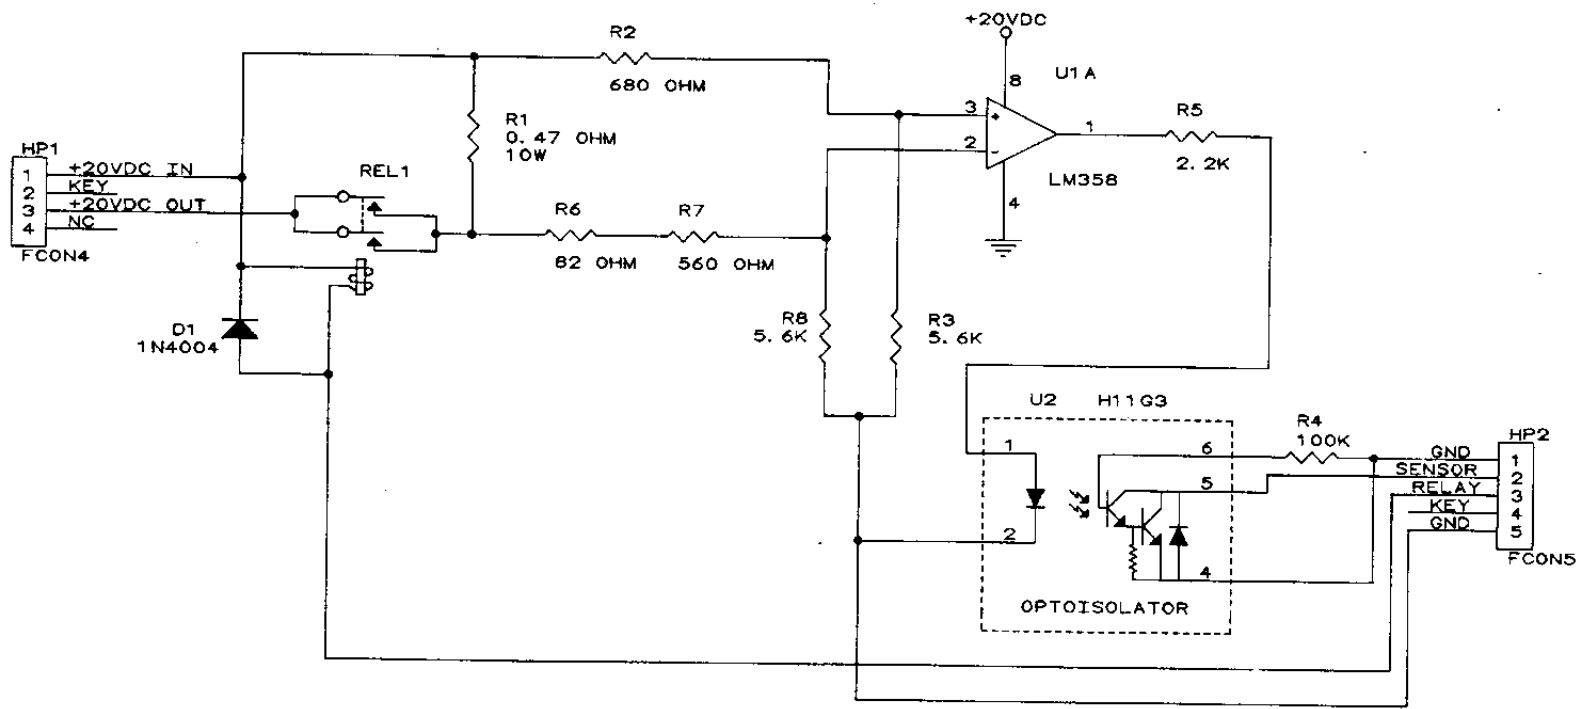 +20VDC
R2
680 OHM
8
U1A
3
+
2
-
1
R5
2.2K
LM358
4
R1
0.47 OHM
10W
HP1
1 +20VDC IN
2 KEY
3 +20VDC OUT
4 NC
FCON4
REL1
R6
82 OHM
R7
560 OHM
D1
1N4004
R8
5.6K
R3
5.6K
U2 H11G3
1
2
6
5
4
OPTOISOLATOR
R4
100K
HP2
GND 1
SENSOR 2
RELAY 3
KEY 4
GND 5
FCON5